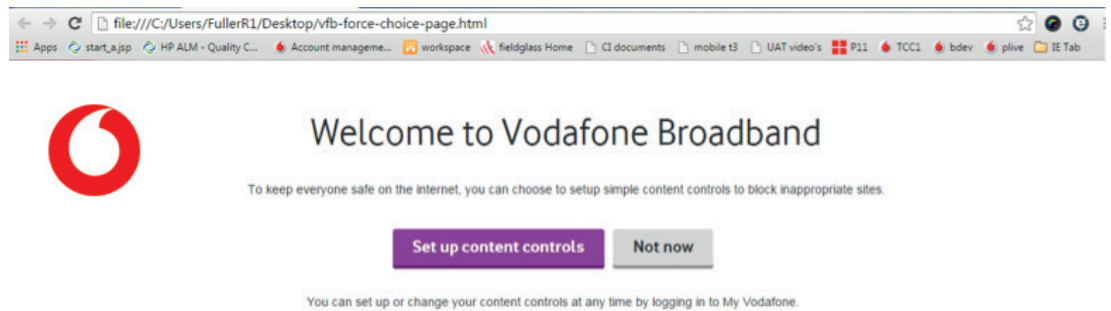 file:///C:/Users/FullerR1/Desktop/vfb-force-choice-page.html
Apps start_a.jsp HP ALM - Quality C... Account manageme... workspace fieldglass Home CI documents mobile t3 UAT video's P11 TCC1 bdev plive IE Tab
Welcome to Vodafone Broadband
To keep everyone safe on the internet, you can choose to setup simple content controls to block inappropriate sites.
Set up content controls Not now
You can set up or change your content controls at any time by logging in to My Vodafone.